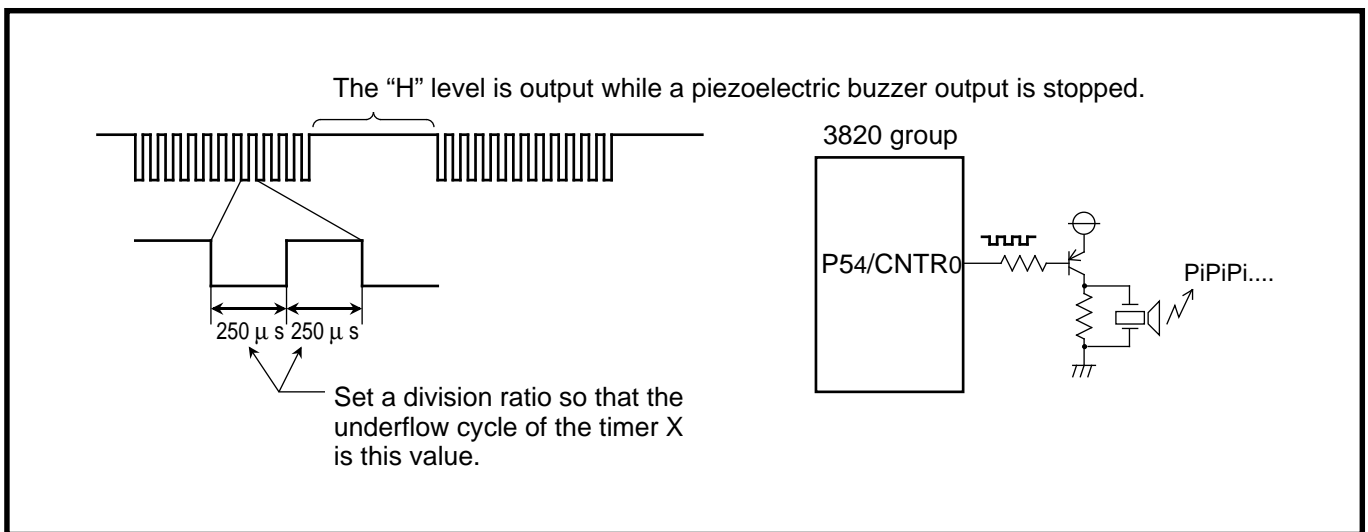 The “H” level is output while a piezoelectric buzzer output is stopped.
3820 group
P54/CNTR0
PiPiPi....
250 μ s 250 μ s
Set a division ratio so that the
underflow cycle of the timer X
is this value.